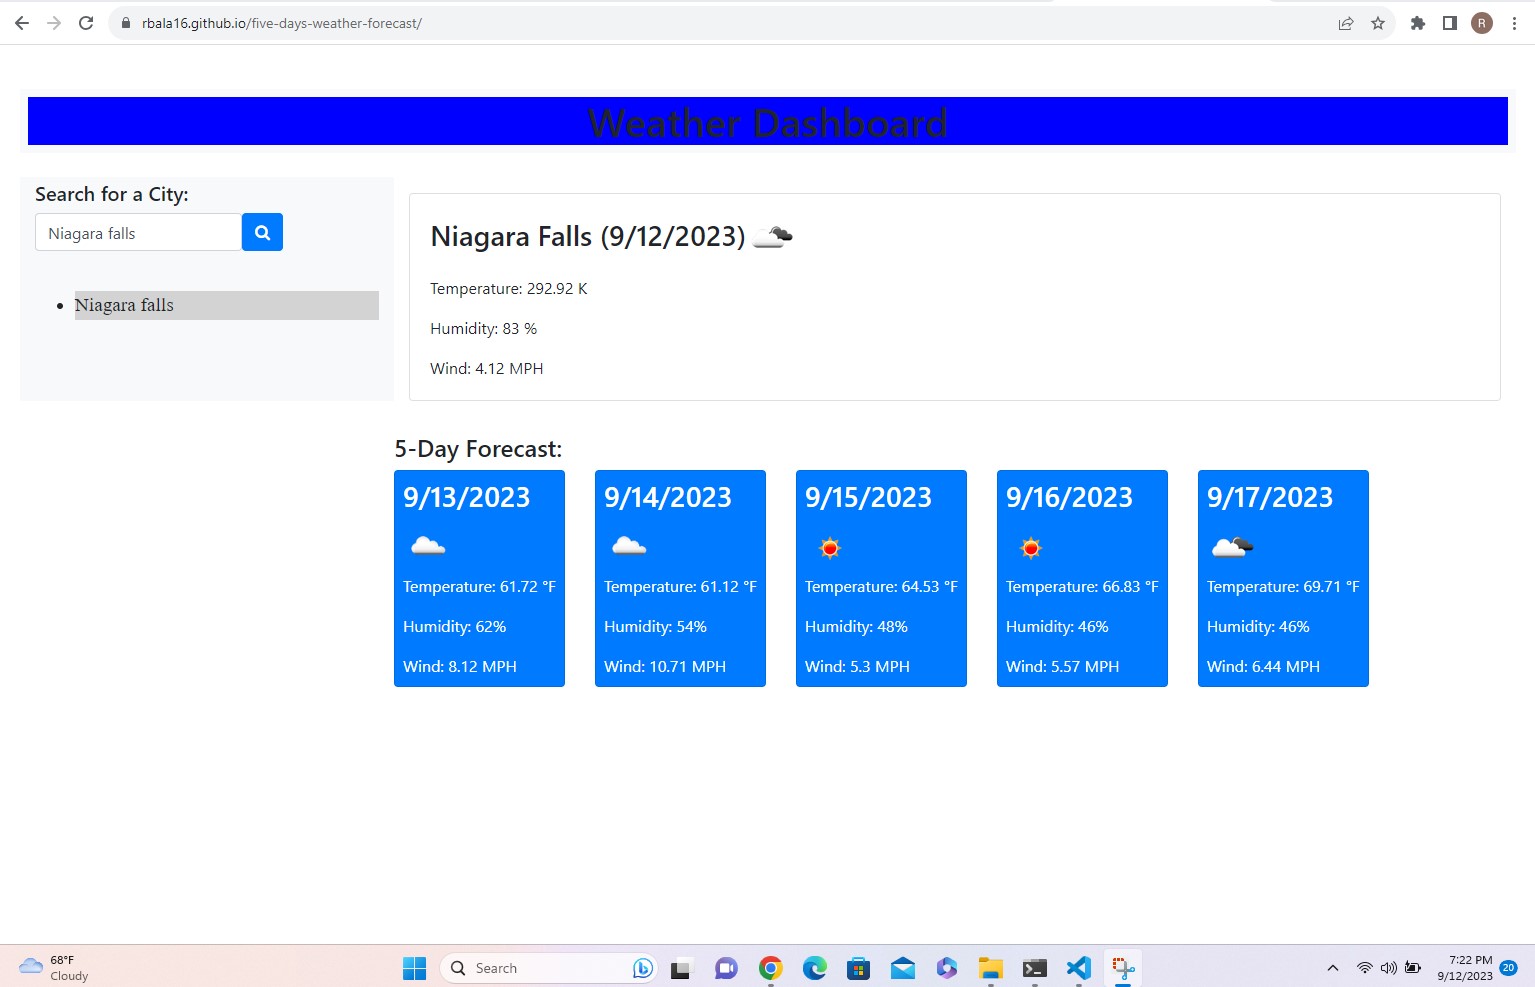 rbala16.github.io/five-days-weather-forecast/
R
Weather Dashboard
Search for a City:
Niagara falls
Niagara falls
Niagara Falls (9/12/2023)
Temperature: 292.92 K
Humidity: 83 %
Wind: 4.12 MPH
5-Day Forecast:
9/13/2023
Temperature: 61.72 °F
Humidity: 62%
Wind: 8.12 MPH
9/14/2023
Temperature: 61.12 °F
Humidity: 54%
Wind: 10.71 MPH
9/15/2023
Temperature: 64.53 °F
Humidity: 48%
Wind: 5.3 MPH
9/16/2023
Temperature: 66.83 °F
Humidity: 46%
Wind: 5.57 MPH
9/17/2023
Temperature: 69.71 °F
Humidity: 46%
Wind: 6.44 MPH
68°F
Cloudy
Search
7:22 PM
9/12/2023
20